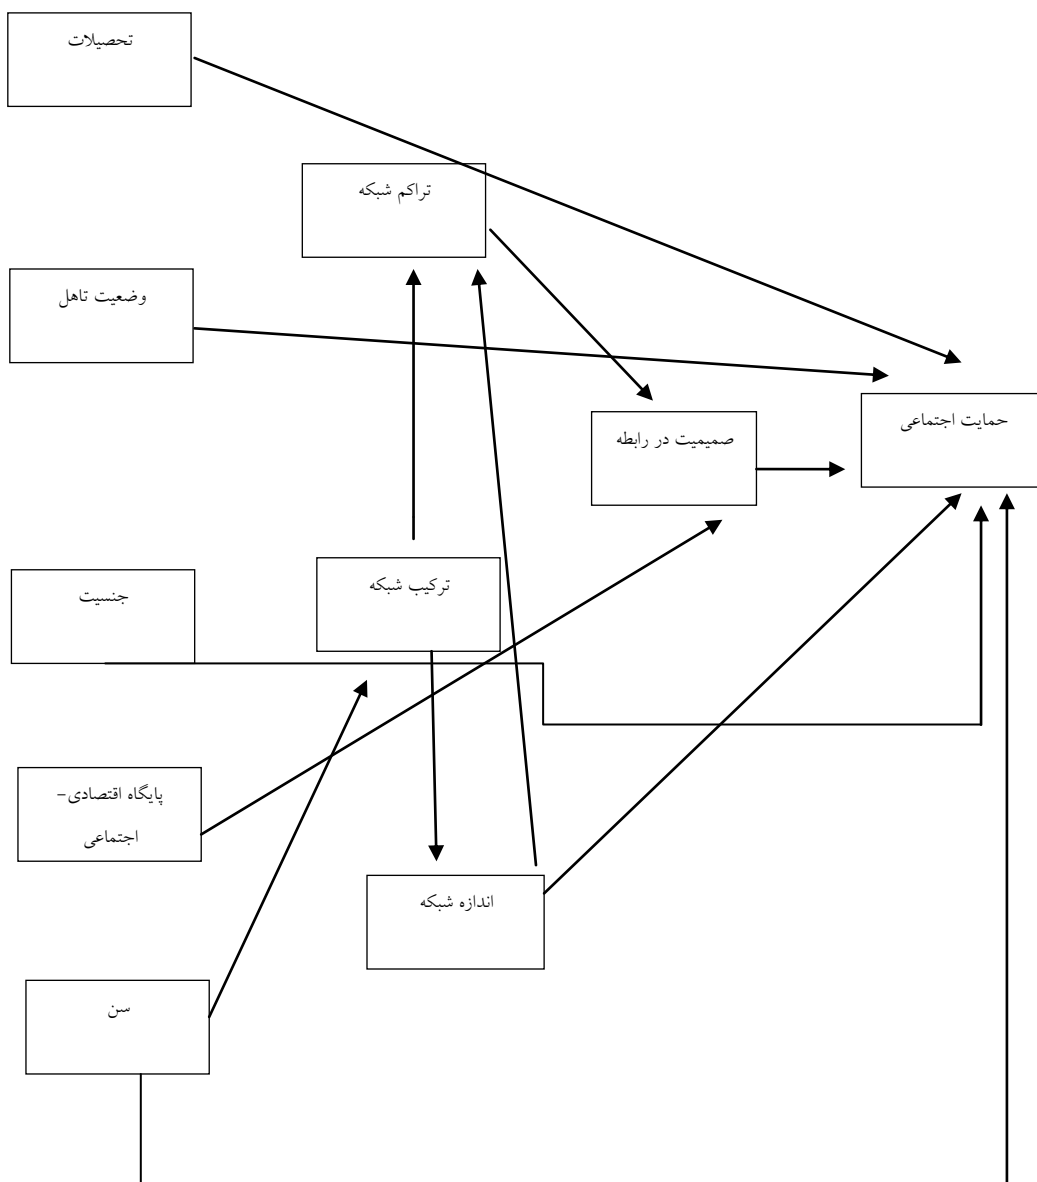 تحصیلات
تراکم شبکه
وضعیت تاهل
حمایت اجتماعی
صمیمیت در رابطه
ترکیب شبکه
جنسیت
پایگاه اقتصادی-
اجتماعی
اندازه شبکه
سن